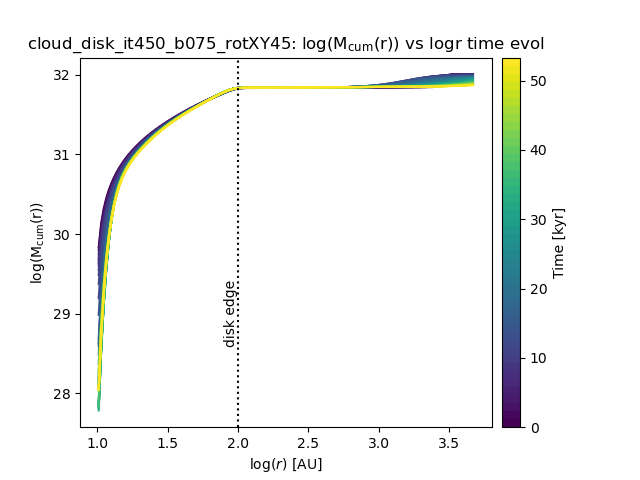 cloud_disk_it450_b075_rotXY45: log(Mcum(r)) vs logr time evol
32
31
30
29
28
log(Mcum(r))
disk edge
1.0 1.5 2.0 2.5 3.0 3.5
log(r) [AU]
50
40
30
20
10
0
Time [kyr]